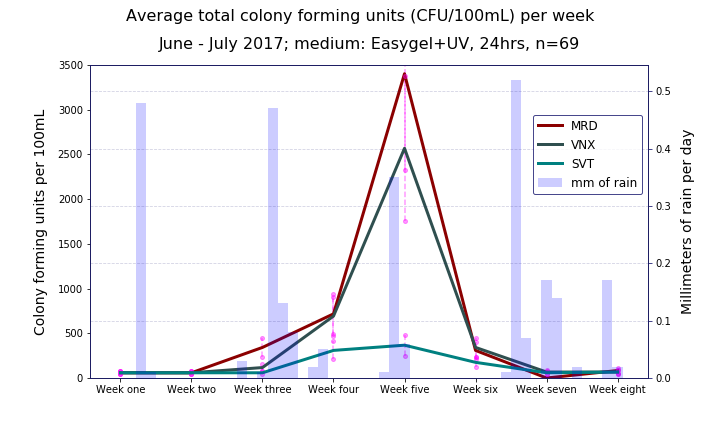 Average total colony forming units (CFU/100mL) per week
June - July 2017; medium: Easygel+UV, 24hrs, n=69
Colony forming units per 100mL
3500
3000
2500
2000
1500
1000
500
0
Week one
Week two
Week three
Week four
Week five
Week six
Week seven
Week eight
MRD
VNX
SVT
mm of rain
0.5
0.4
0.3
0.2
0.1
0.0
Millimeters of rain per day